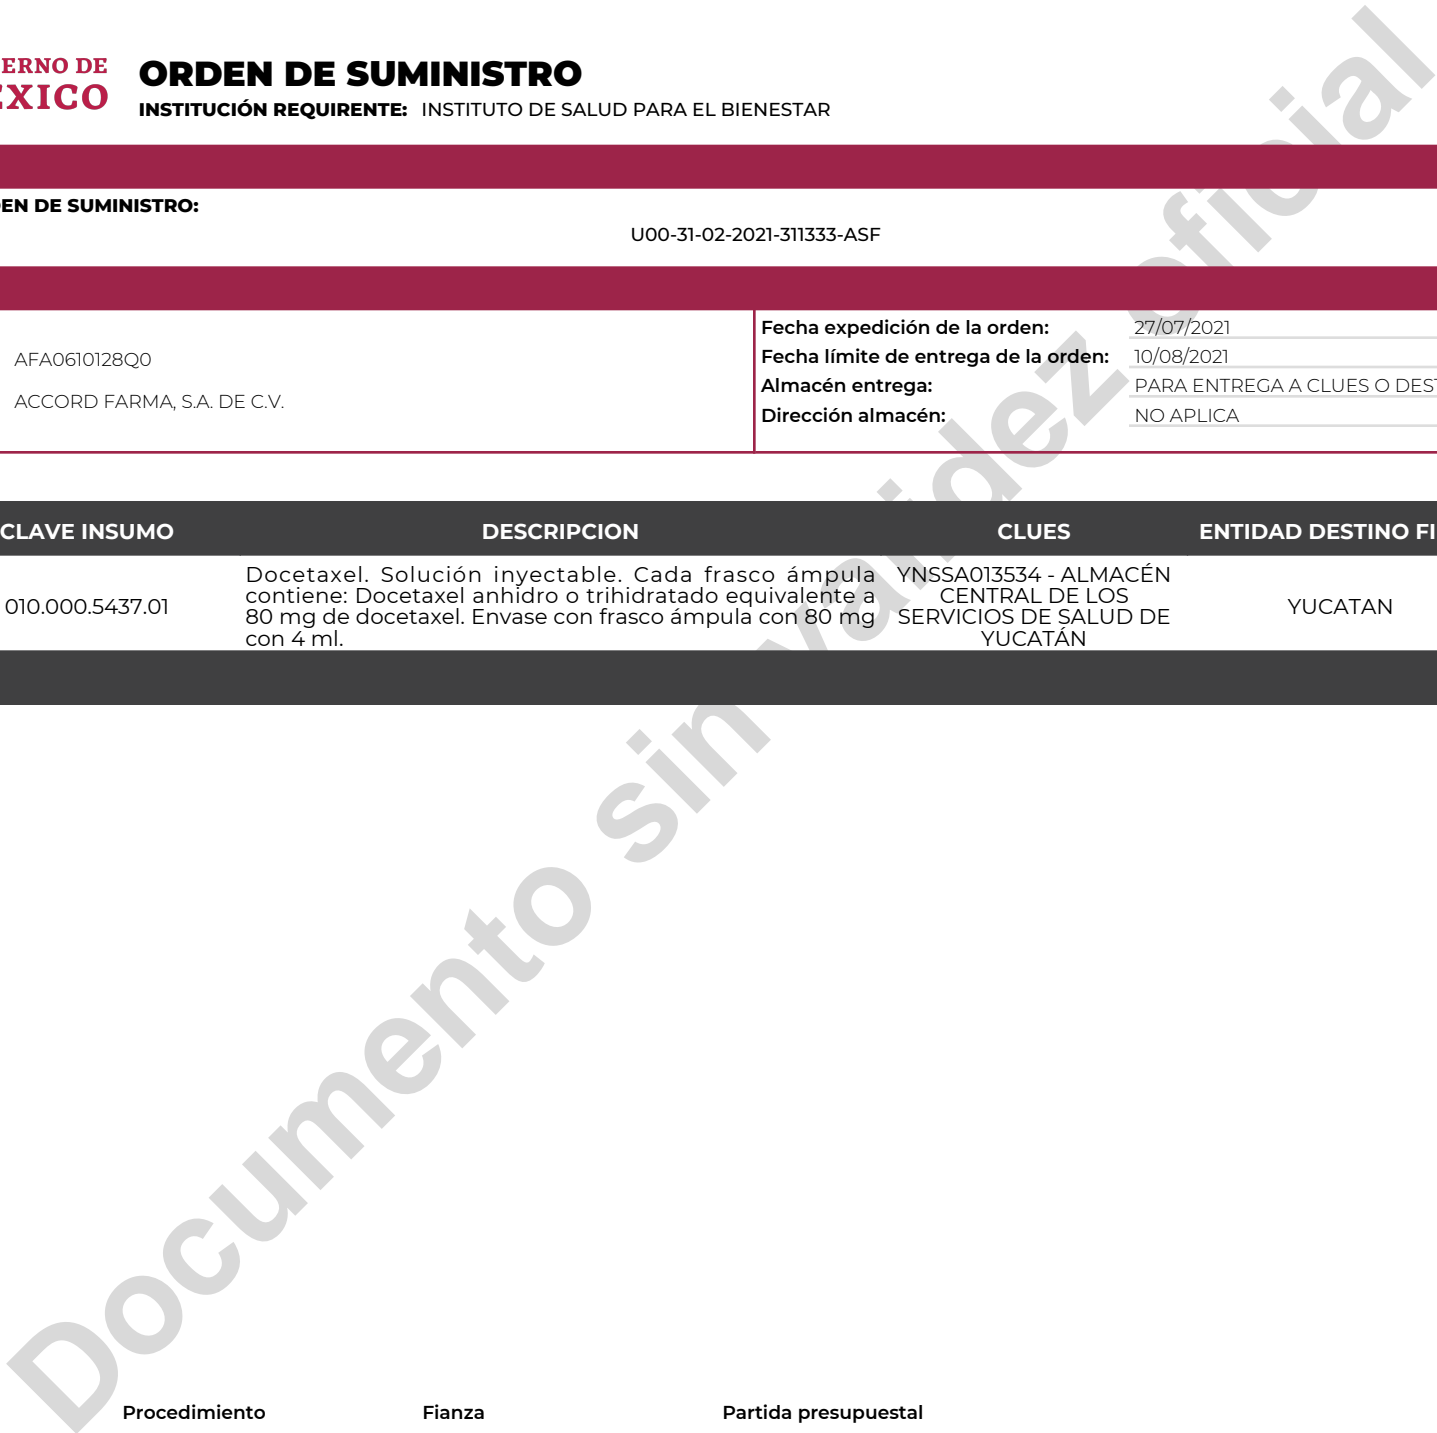 ERNO DE
EXICO
ORDEN DE SUMINISTRO
INSTITUCIÓN REQUIRENTE: INSTITUTO DE SALUD PARA EL BIENESTAR
EN DE SUMINISTRO:
U00-31-02-2021-311333-ASF
AFA0610128Q0
ACCORD FARMA, S.A. DE C.V.
Fecha expedición de la orden: 27/07/2021
Fecha límite de entrega de la orden: 10/08/2021
Almacén entrega: PARA ENTREGA A CLUES O DEST
Dirección almacén: NO APLICA
CLAVE INSUMO DESCRIPCION CLUES ENTIDAD DESTINO FI
010.000.5437.01
Docetaxel. Solución inyectable. Cada frasco ámpula
contiene: Docetaxel anhidro o trihidratado equivalente a
80 mg de docetaxel. Envase con frasco ámpula con 80 mg
con 4 ml.
YNSSA013534 - ALMACÉN
CENTRAL DE LOS
SERVICIOS DE SALUD DE
YUCATÁN
YUCATAN
Documento sin validez oficial
Procedimiento Fianza Partida presupuestal